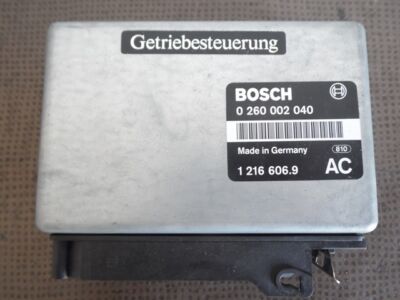 Getriebesteuerung
BOSCH
0 260 002 040
Made in Germany 810
1 216 606.9 AC